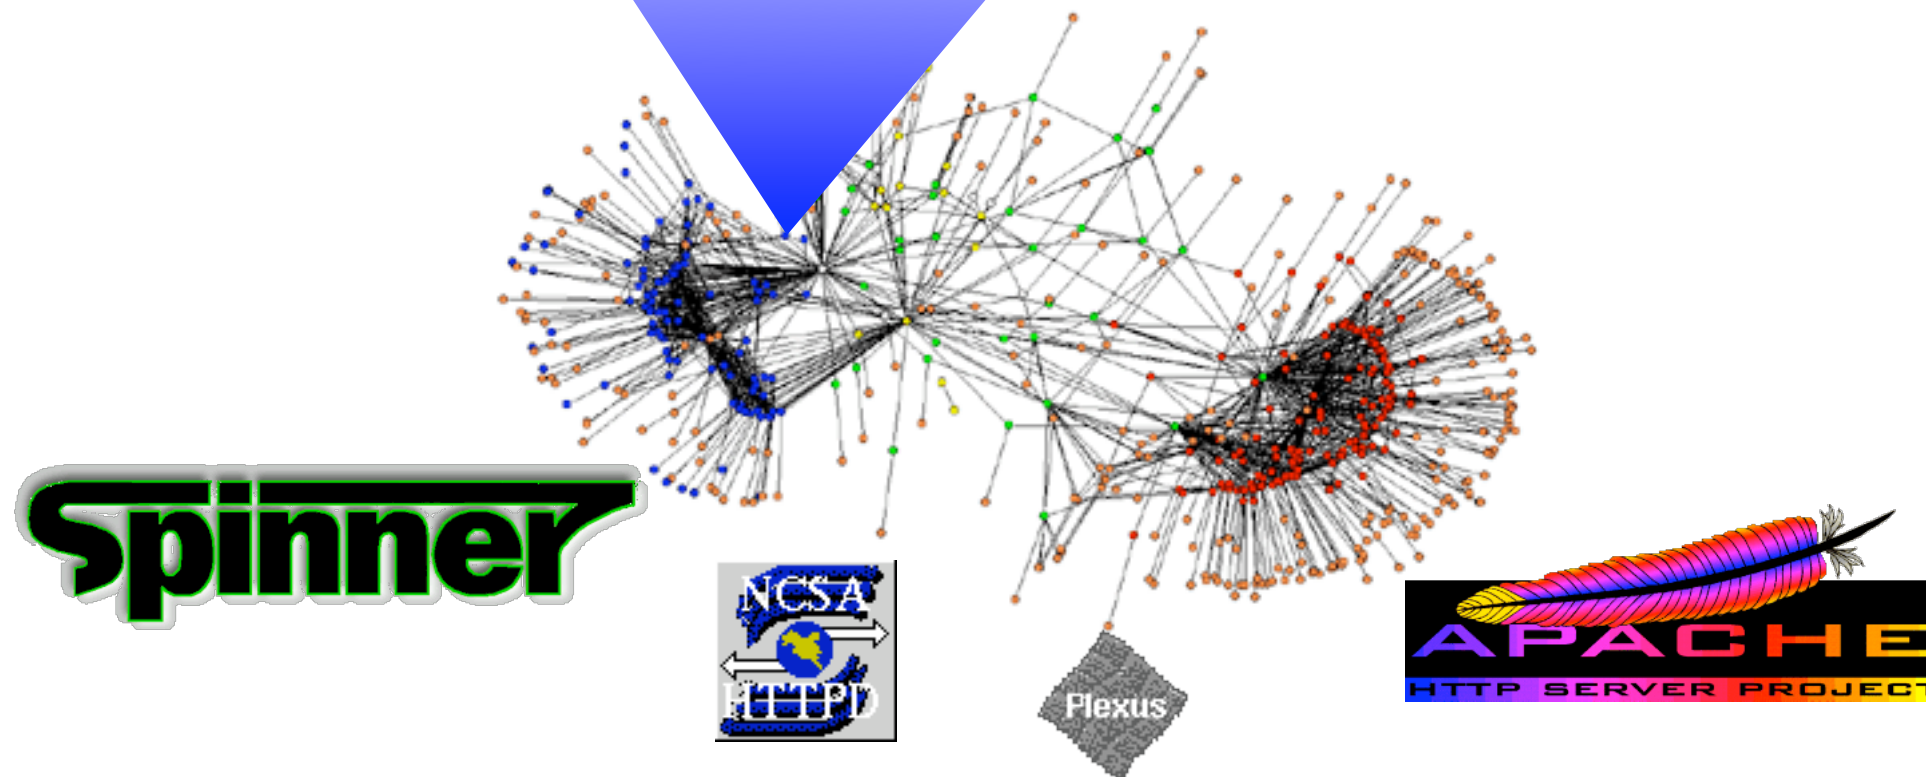 Spinner
NCSA
HTTPD
Plexus
APACHE
HTTP SERVER PROJECT